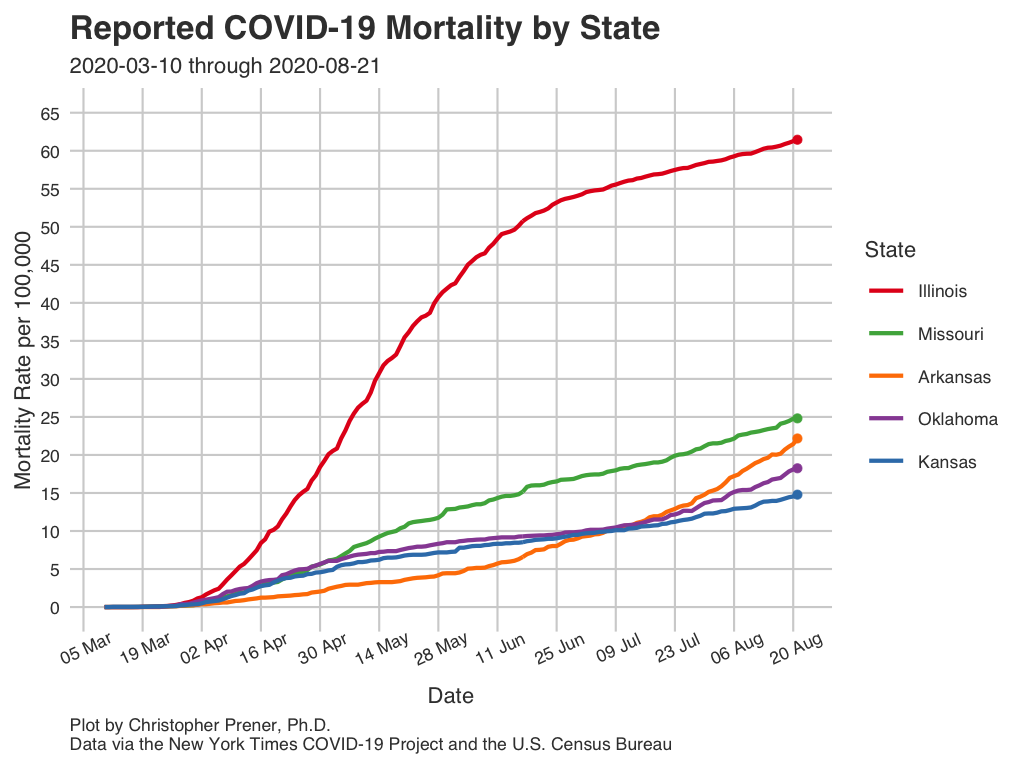 Reported COVID-19 Mortality by State
2020-03-10 through 2020-08-21
Mortality Rate per 100,000
65
60
55
50
45
40
35
30
25
20
15
10
5
0
05 Mar
19 Mar
02 Apr
16 Apr
30 Apr
14 May
28 May
11 Jun
25 Jun
09 Jul
23 Jul
06 Aug
20 Aug
Date
State
Illinois
Missouri
Arkansas
Oklahoma
Kansas
Plot by Christopher Prener, Ph.D.
Data via the New York Times COVID-19 Project and the U.S. Census Bureau